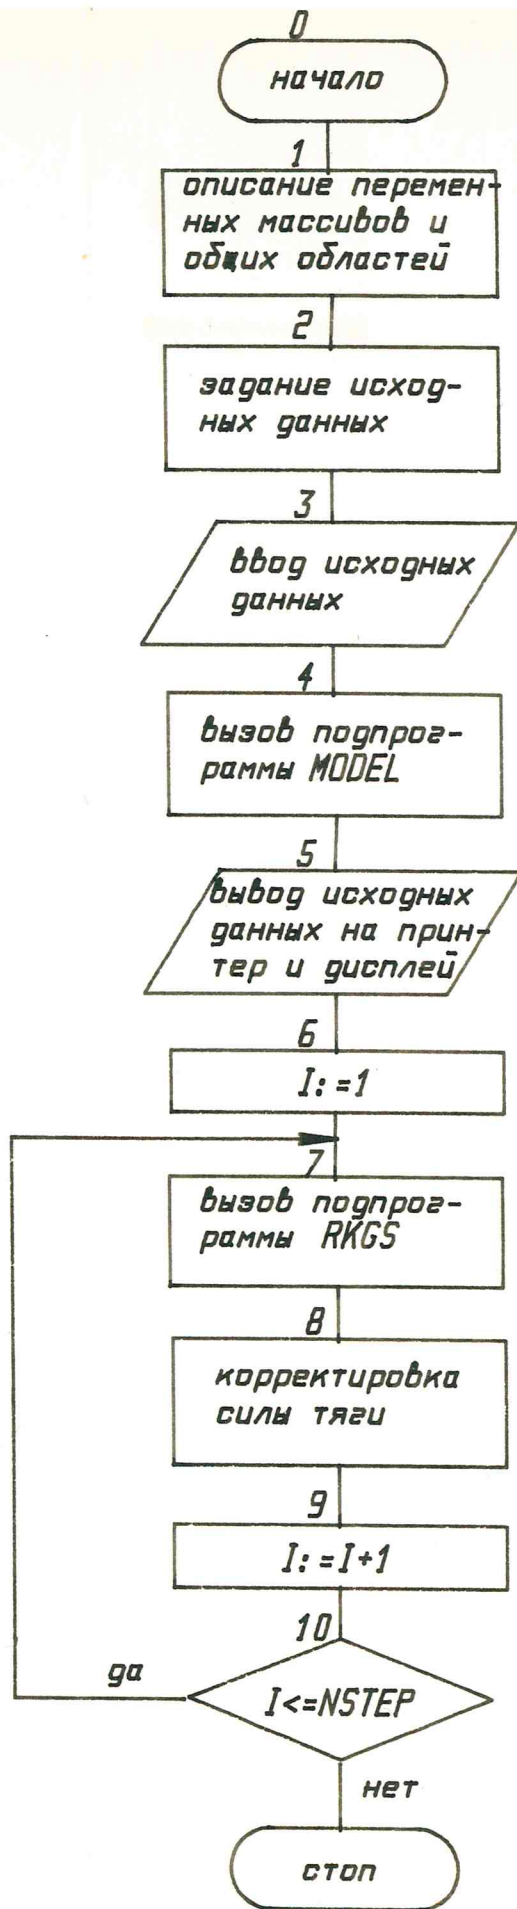 0
начало
1
описание перемен-
ных массивов и
общих областей
2
задание исход-
ных данных
3
ввод исходных
данных
4
вызов подпрог-
раммы MODEL
5
вывод исходных
данных на прин-
тер и дисплей
6
I:=1
7
вызов подпрог-
раммы RKGS
8
корректировка
силы тяги
9
I:=I+1
10
да
I<=NSTEP
нет
стоп